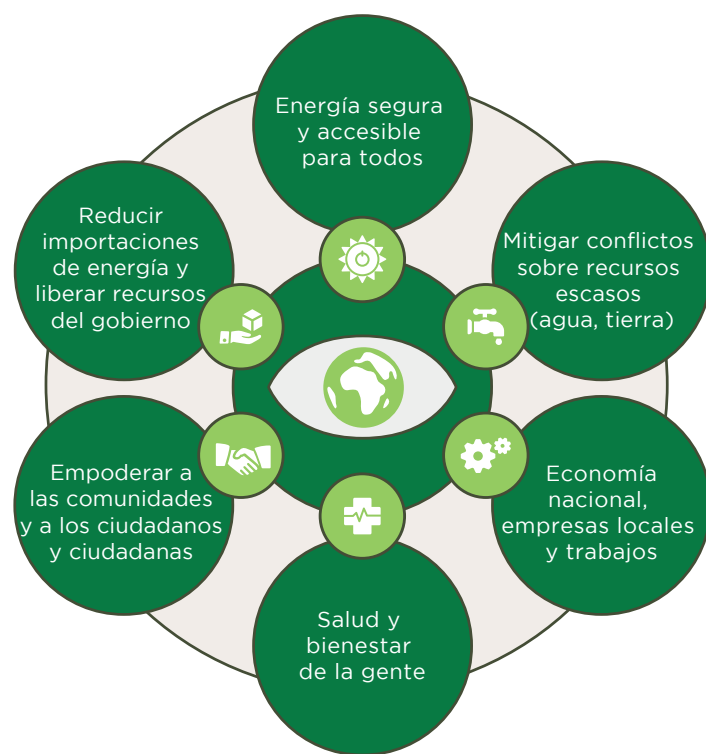 Energía segura
y accesible
para todos
Mitigar conflictos
sobre recursos
escasos
(agua, tierra)
Economía
nacional,
empresas locales
y trabajos
Salud y
bienestar
de la gente
Empoderar a
las comunidades
y a los ciudadanos
y ciudadanas
Reducir
importaciones
de energía y
liberar recursos
del gobierno